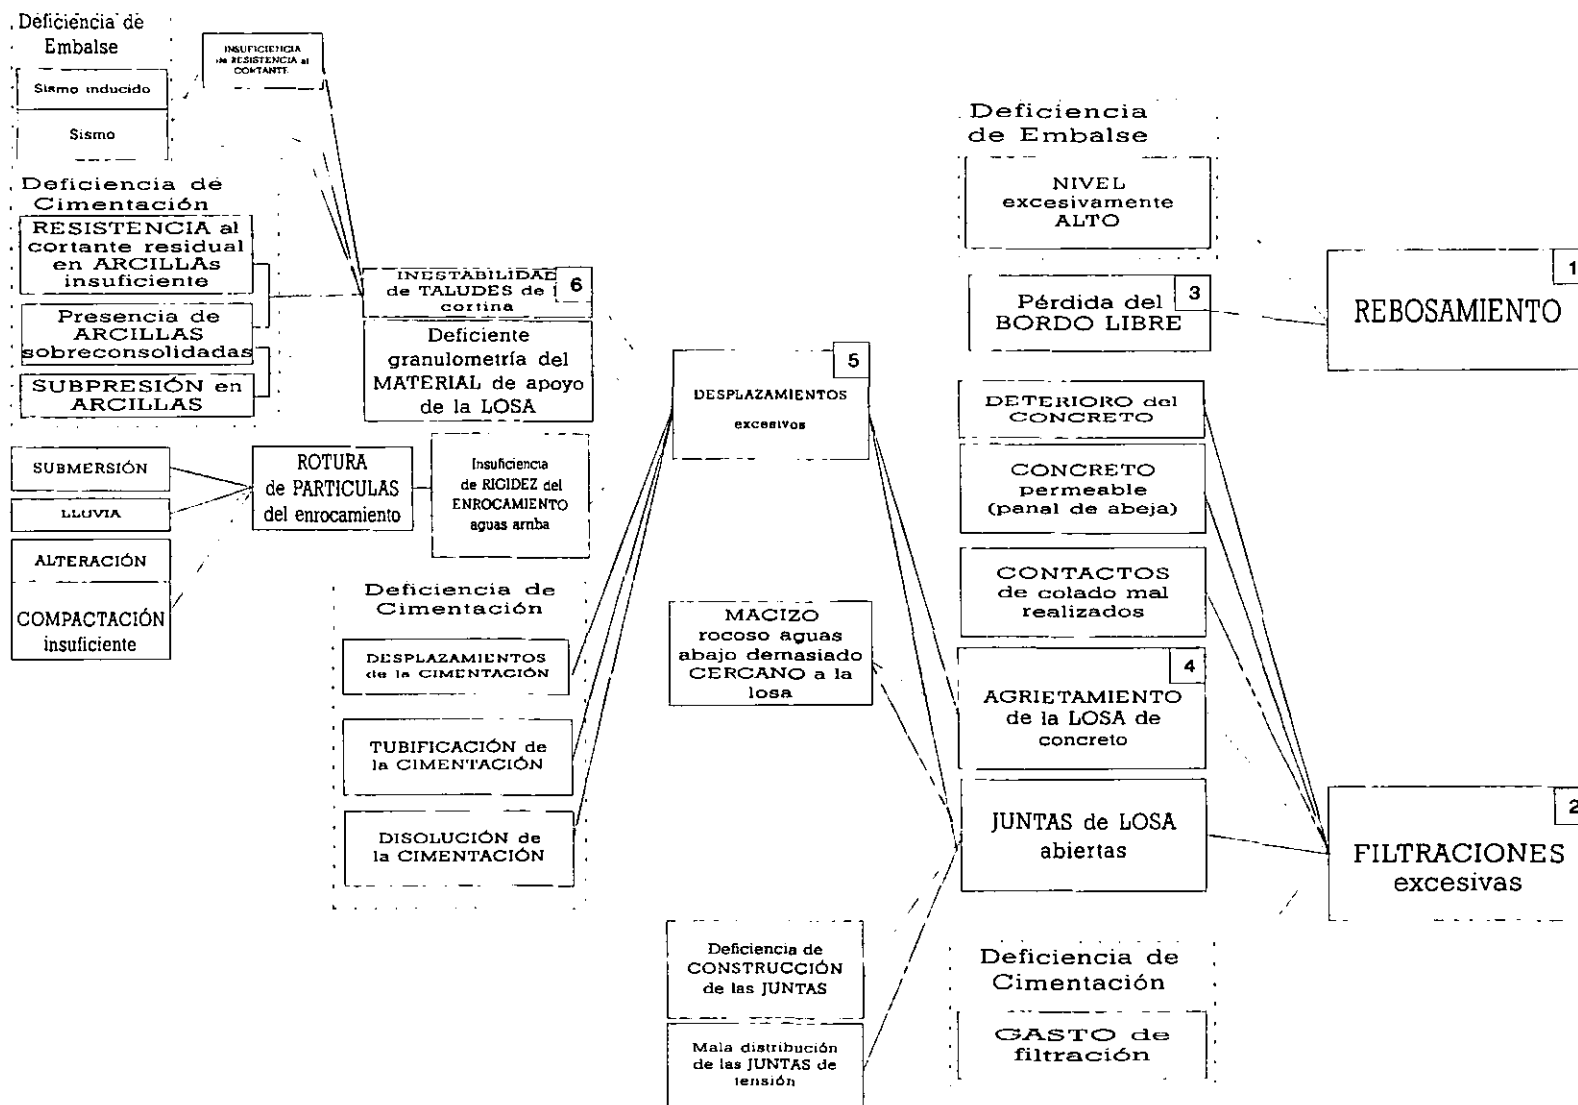 Deficiencia de
Embalse
Sismo inducido
Sismo
INSUFICIENCIA
de RESISTENCIA al
CORTANTE
Deficiencia de
Cimentación
RESISTENCIA al
cortante residual
en ARCILLAs
insuficiente
Presencia de
ARCILLAS
sobreconsolidadas
SUBPRESIÓN en
ARCILLAS
SUBMERSIÓN
LLUVIA
ALTERACIÓN
COMPACTACIÓN
insuficiente
ROTURA
de PARTICULAS
del enrocamiento
INESTABILIDAD
de TALUDES de
cortina
6
Deficiente
granulometría del
MATERIAL de apoyo
de la LOSA
Insuficiencia
de RIGIDEZ del
ENROCAMIENTO
aguas arriba
Deficiencia de
Cimentación
DESPLAZAMIENTOS
de la CIMENTACIÓN
TUBIFICACIÓN de
la CIMENTACIÓN
DISOLUCIÓN de
la CIMENTACIÓN
5
DESPLAZAMIENTOS
excesivos
MACIZO
rocoso aguas
abajo demasiado
CERCANO a la
losa
Deficiencia de
CONSTRUCCIÓN
de las JUNTAS
Mala distribución
de las JUNTAS de
tensión
Deficiencia
de Embalse
NIVEL
excesivamente
ALTO
Pérdida del
BORDO LIBRE
3
DETERIORO del
CONCRETO
CONCRETO
permeable
(panal de abeja)
CONTACTOS
de colado mal
realizados
4
AGRIETAMIENTO
de la LOSA de
concreto
JUNTAS de LOSA
abiertas
Deficiencia de
Cimentación
GASTO de
filtración
1
REBOSAMIENTO
2
FILTRACIONES
excesivas